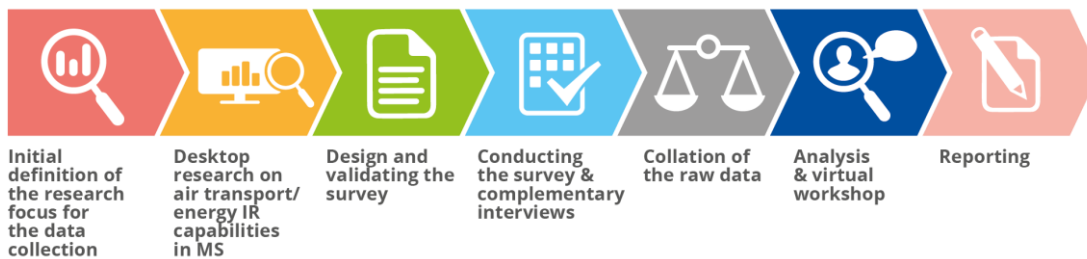 Initial
definition of
the research
focus for
the data
collection
Desktop
research on
air transport/
energy IR
capabilities
in MS
Design and
validating the
survey
Conducting
the survey &
complementary
interviews
Collation of
the raw data
Analysis
& virtual
workshop
Reporting